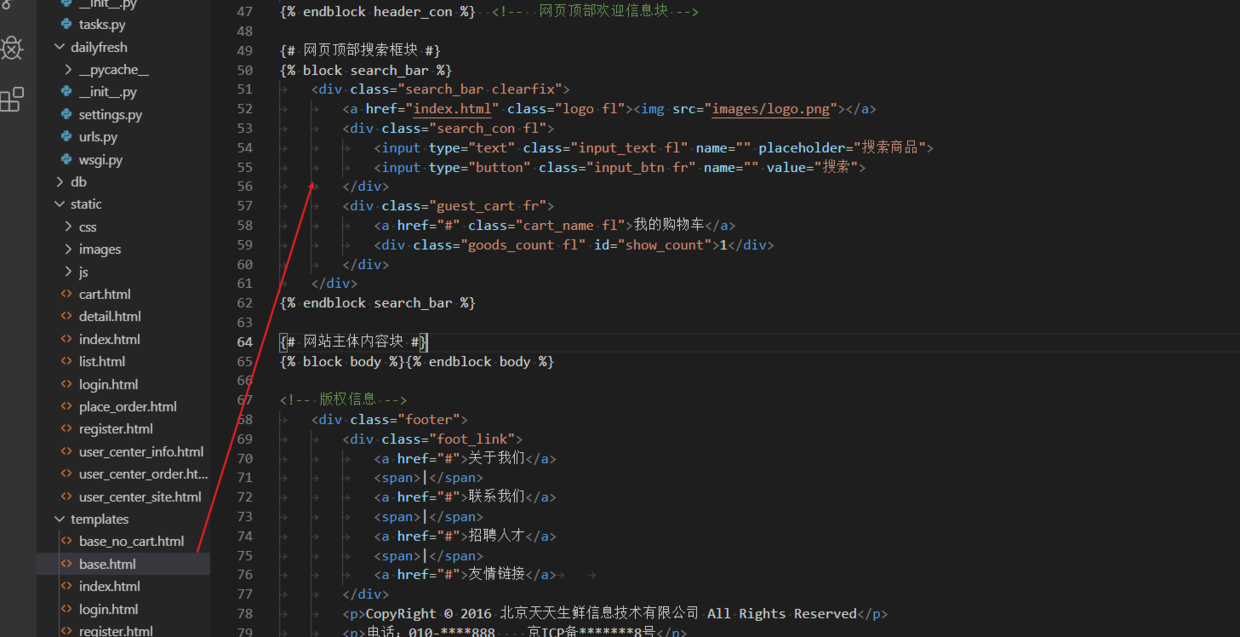 __init__.py
tasks.py
dailyfresh
__pycache__
__init__.py
settings.py
urls.py
wsgi.py
db
static
css
images
js
cart.html
detail.html
index.html
list.html
login.html
place_order.html
register.html
user_center_info.html
user_center_order.ht...
user_center_site.html
templates
base_no_cart.html
base.html
index.html
login.html
register.html
47 {% endblock header_con %} <!-- 网页顶部欢迎信息块 -->
48
49 {# 网页顶部搜索框块 #}
50 {% block search_bar %}
51 <div class="search_bar clearfix">
52 <a href="index.html" class="logo fl"><img src="images/logo.png"></a>
53 <div class="search_con fl">
54 <input type="text" class="input_text fl" name="" placeholder="搜索商品">
55 <input type="button" class="input_btn fr" name="" value="搜索">
56 </div>
57 <div class="guest_cart fr">
58 <a href="#" class="cart_name fl">我的购物车</a>
59 <div class="goods_count fl" id="show_count">1</div>
60 </div>
61 </div>
62 {% endblock search_bar %}
63
64 {# 网站主体内容块 #}
65 {% block body %}{% endblock body %}
66
67 <!-- 版权信息 -->
68 <div class="footer">
69 <div class="foot_link">
70 <a href="#">关于我们</a>
71 <span>|</span>
72 <a href="#">联系我们</a>
73 <span>|</span>
74 <a href="#">招聘人才</a>
75 <span>|</span>
76 <a href="#">友情链接</a>
77 </div>
78 <p>CopyRight © 2016 北京天天生鲜信息技术有限公司 All Rights Reserved</p>
79 <p>电话：010-****888 京ICP备*******8号</p>